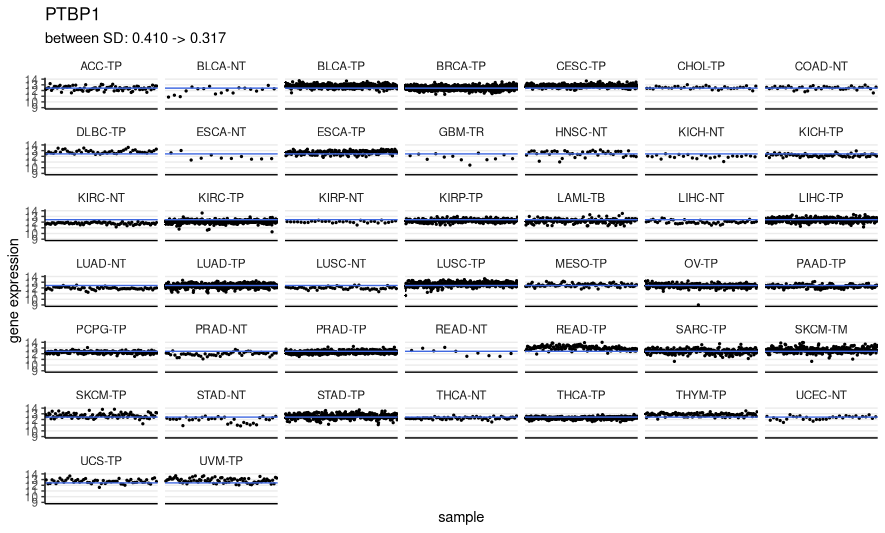 PTBP1
between SD: 0.410 -> 0.317
ACC-TP BLCA-NT BLCA-TP BRCA-TP CESC-TP CHOL-TP COAD-NT
DLBC-TP ESCA-NT ESCA-TP GBM-TR HNSC-NT KICH-NT KICH-TP
KIRC-NT KIRC-TP KIRP-NT KIRP-TP LAML-TB LIHC-NT LIHC-TP
LUAD-NT LUAD-TP LUSC-NT LUSC-TP MESO-TP OV-TP PAAD-TP
PCPG-TP PRAD-NT PRAD-TP READ-NT READ-TP SARC-TP SKCM-TM
SKCM-TP STAD-NT STAD-TP THCA-NT THCA-TP THYM-TP UCEC-NT
UCS-TP UVM-TP
gene expression
sample